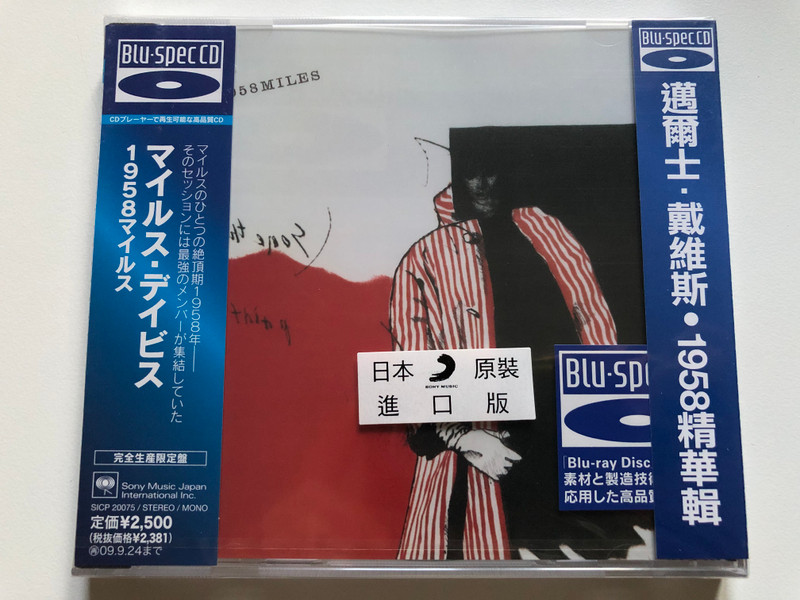 Blu-spec CD
CDプレーヤーで再生可能な高品質CD
マイルスのひとつの絶頂期1958年——
そのセッションには最強のメンバーが集結していた
マイルス・デイビス
1958マイルス
完全生産限定盤
Sony Music Japan
International Inc.
SICP 20075 / STEREO / MONO
定価¥2,500
(税抜価格¥2,381)
09.9.24まで
58MILES
日本 原裝
SONY MUSIC
進口版
Blu-spe
「Blu-ray Disc
素材と製造技術
応用した高品質
Blu-spec CD
邁爾士·戴維斯●1958精華輯